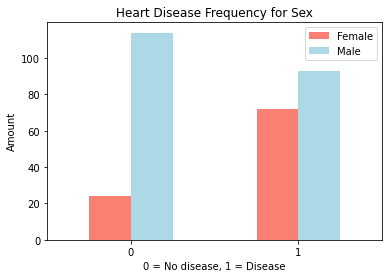 Heart Disease Frequency for Sex
Female
Male
Amount
100
80
60
40
20
0
0
1
0 = No disease, 1 = Disease